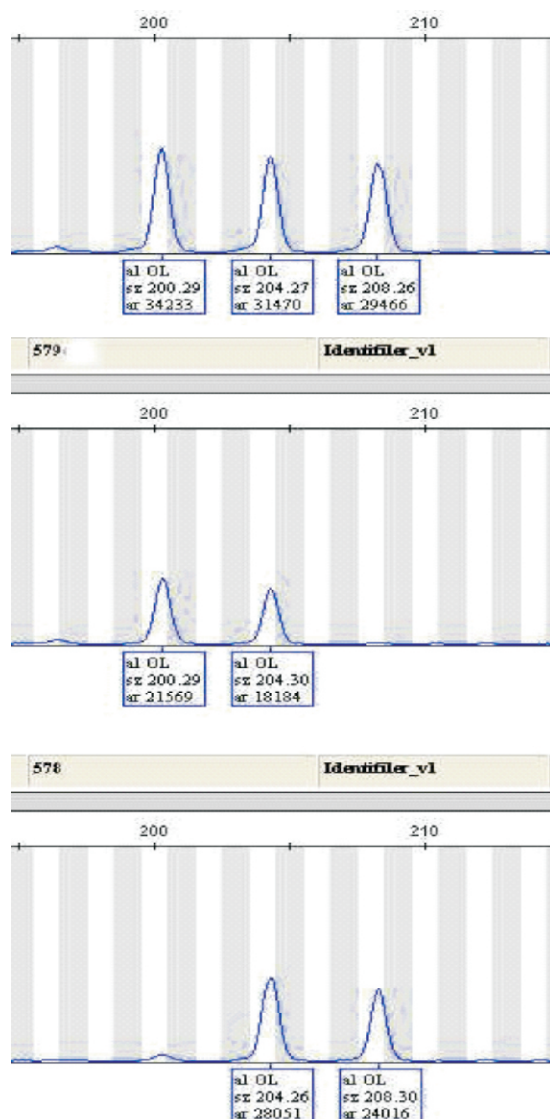 200 210
al OL al OL al OL
sz 200.29 sz 204.27 sz 208.26
ar 34233 ar 31470 ar 29466
579 Identifiler_v1
200 210
al OL al OL
sz 200.29 sz 204.30
ar 21569 ar 18184
578 Identifiler_v1
200 210
al OL al OL
sz 204.26 sz 208.30
ar 28051 ar 24016